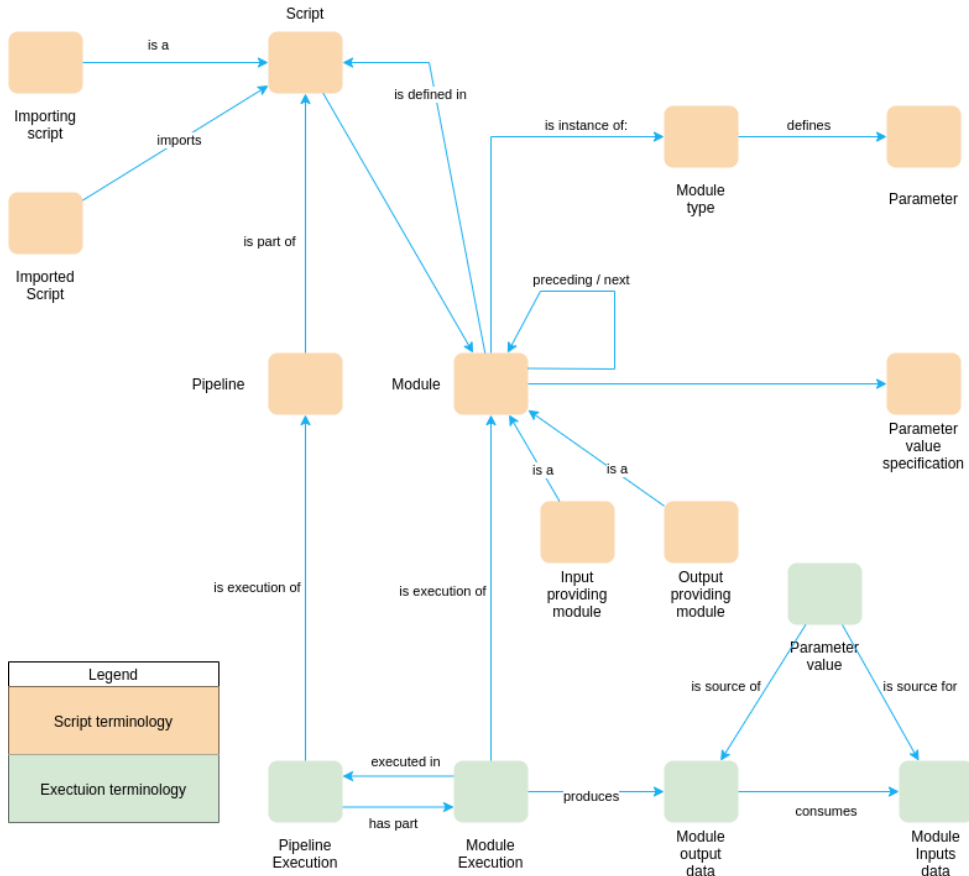 Script
is a
Importing
script
imports
is defined in
is instance of:
defines
Module
type
Parameter
Imported
Script
is part of
preceding / next
Pipeline
Module
Parameter
value
specification
is a
is a
Input
providing
module
Output
providing
module
is execution of
is execution of
Parameter
value
is source of
is source for
Legend
Script terminology
Exectuion terminology
executed in
has part
produces
consumes
Pipeline
Execution
Module
Execution
Module
output
data
Module
Inputs
data